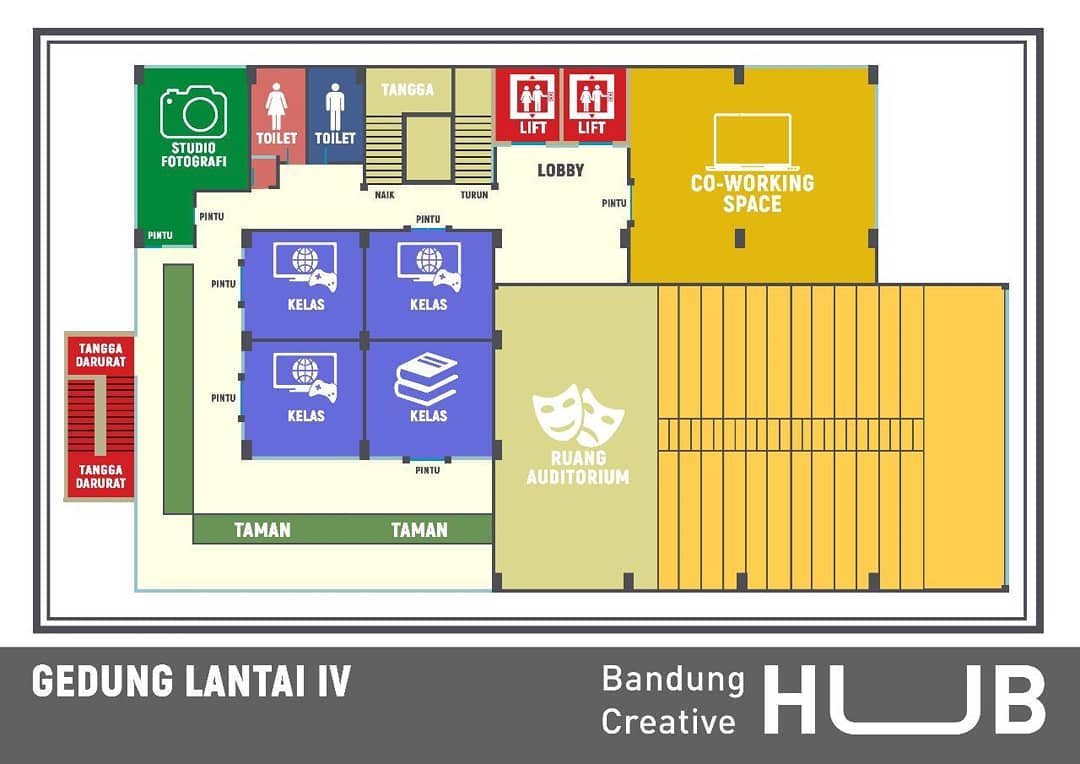 STUDIO
FOTOGRAFI
TOILET
TOILET
TANGGA
LIFT
LIFT
LOBBY
CO-WORKING
SPACE
NAIK
TURUN
PINTU
PINTU
PINTU
PINTU
KELAS
KELAS
PINTU
TANGGA
DARURAT
KELAS
KELAS
PINTU
PINTU
TANGGA
DARURAT
RUANG
AUDITORIUM
TAMAN
TAMAN
GEDUNG LANTAI IV
Bandung
Creative
HUB